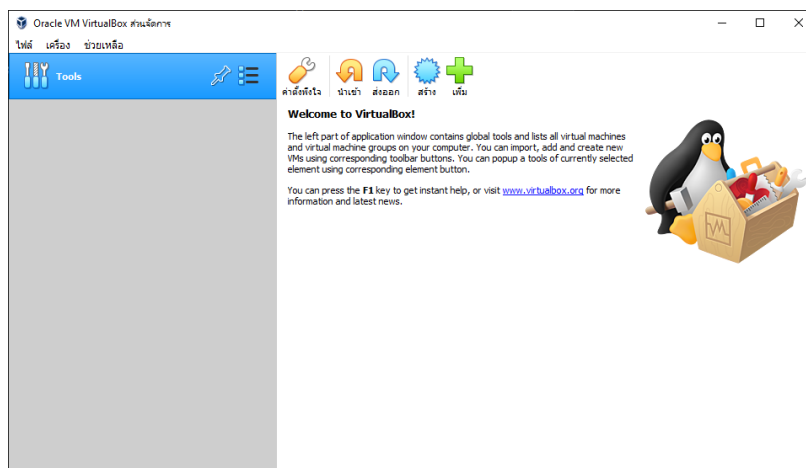 Oracle VM VirtualBox ส่วนจัดการ
ไฟล์ เครื่อง ช่วยเหลือ
Tools
ค่าตั้งพึงใจ นำเข้า ส่งออก สร้าง เพิ่ม
Welcome to VirtualBox!
The left part of application window contains global tools and lists all virtual machines
and virtual machine groups on your computer. You can import, add and create new
VMs using corresponding toolbar buttons. You can popup a tools of currently selected
element using corresponding element button.
You can press the F1 key to get instant help, or visit www.virtualbox.org for more
information and latest news.